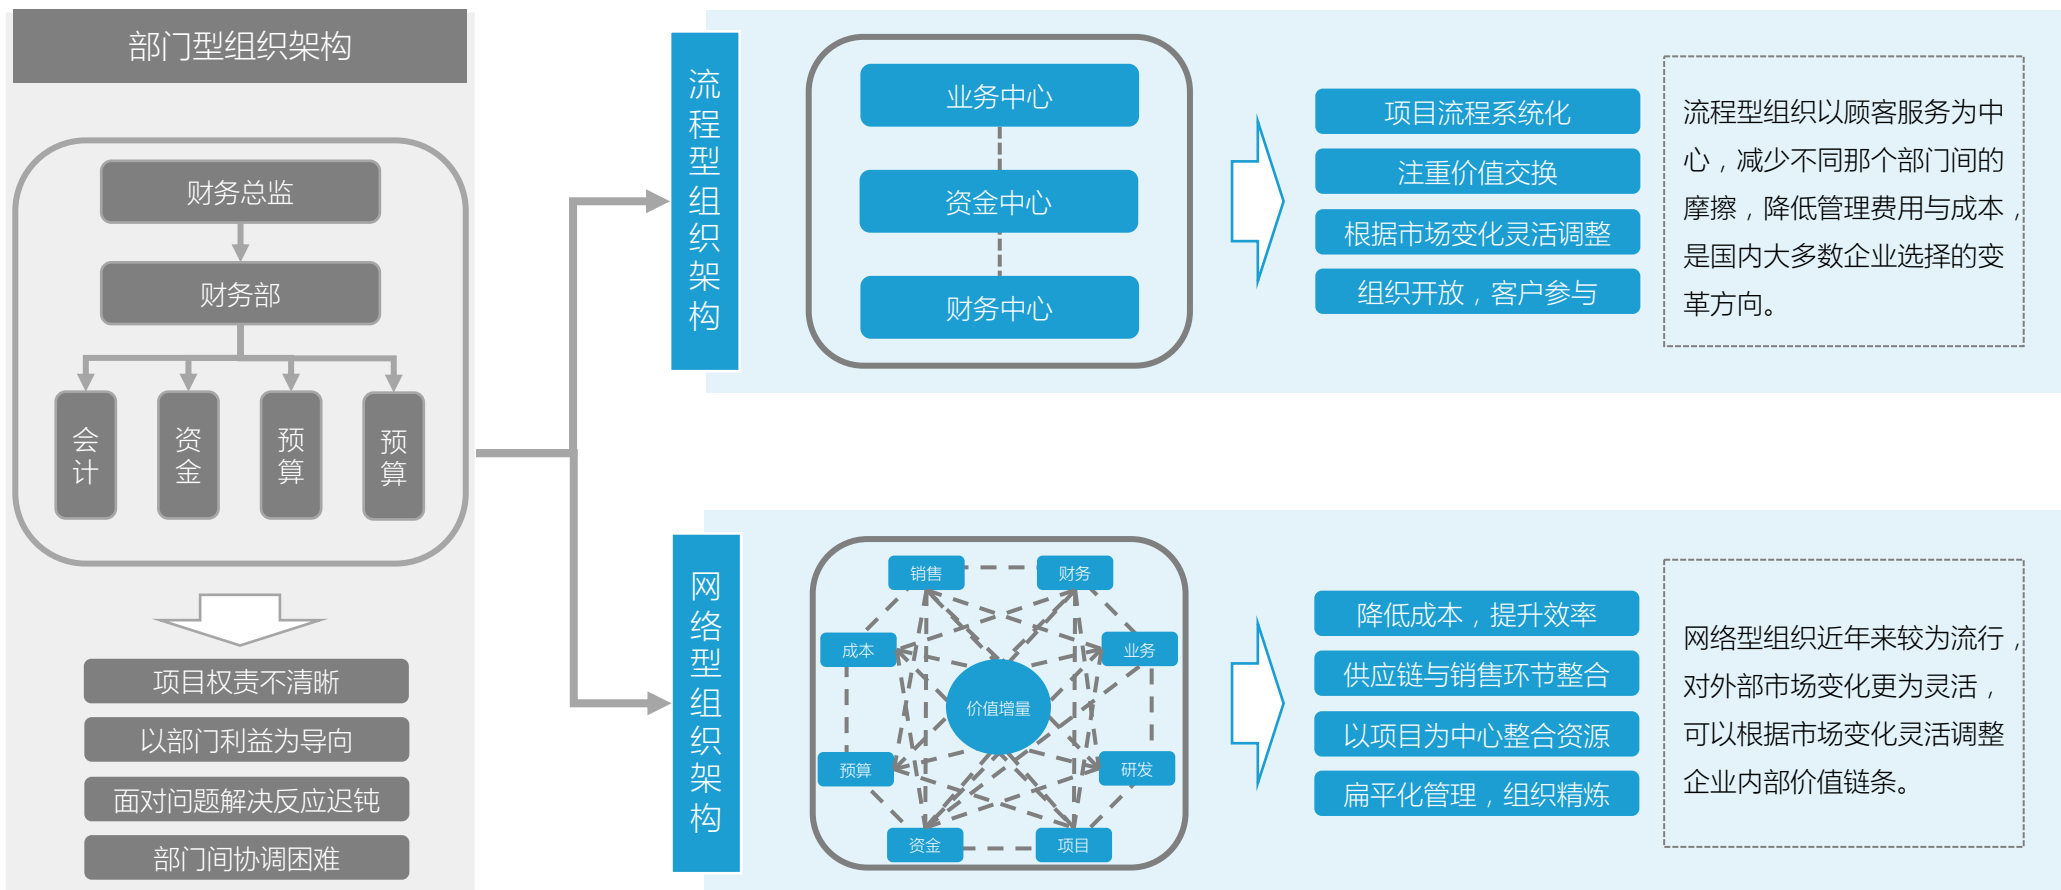 部门型组织架构
财务总监
财务部
会计
资金
预算
预算
项目权责不清晰
以部门利益为导向
面对问题解决反应迟钝
部门间协调困难
流程型组织架构
业务中心
资金中心
财务中心
项目流程系统化
注重价值交换
根据市场变化灵活调整
组织开放，客户参与
流程型组织以顾客服务为中
心，减少不同那个部门间的
摩擦，降低管理费用与成本，
是国内大多数企业选择的变
革方向。
网络型组织架构
销售
财务
成本
业务
价值增量
预算
研发
资金
项目
降低成本，提升效率
供应链与销售环节整合
以项目为中心整合资源
扁平化管理，组织精炼
网络型组织近年来较为流行，
对外部市场变化更为灵活，
可以根据市场变化灵活调整
企业内部价值链条。